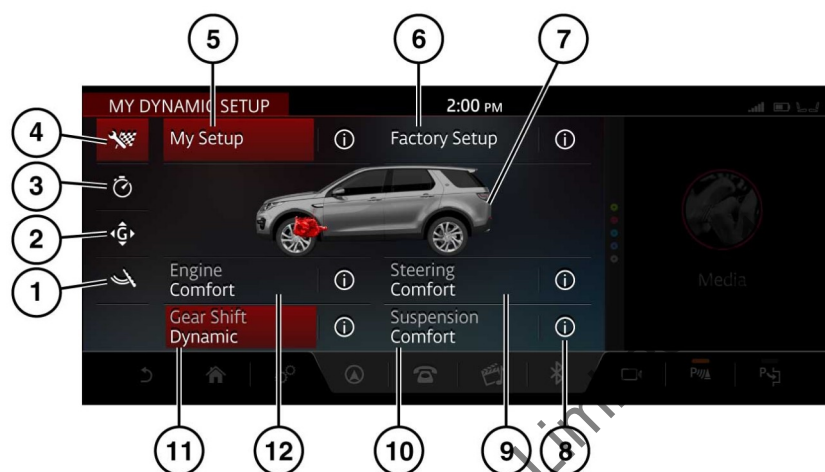 5 6 7
MY DYNAMIC SETUP 2:00 PM
4 My Setup Factory Setup
3
2 G
1 Engine Comfort Steering Comfort
Media
Gear Shift Dynamic Suspension Comfort
11 12 10 9 8